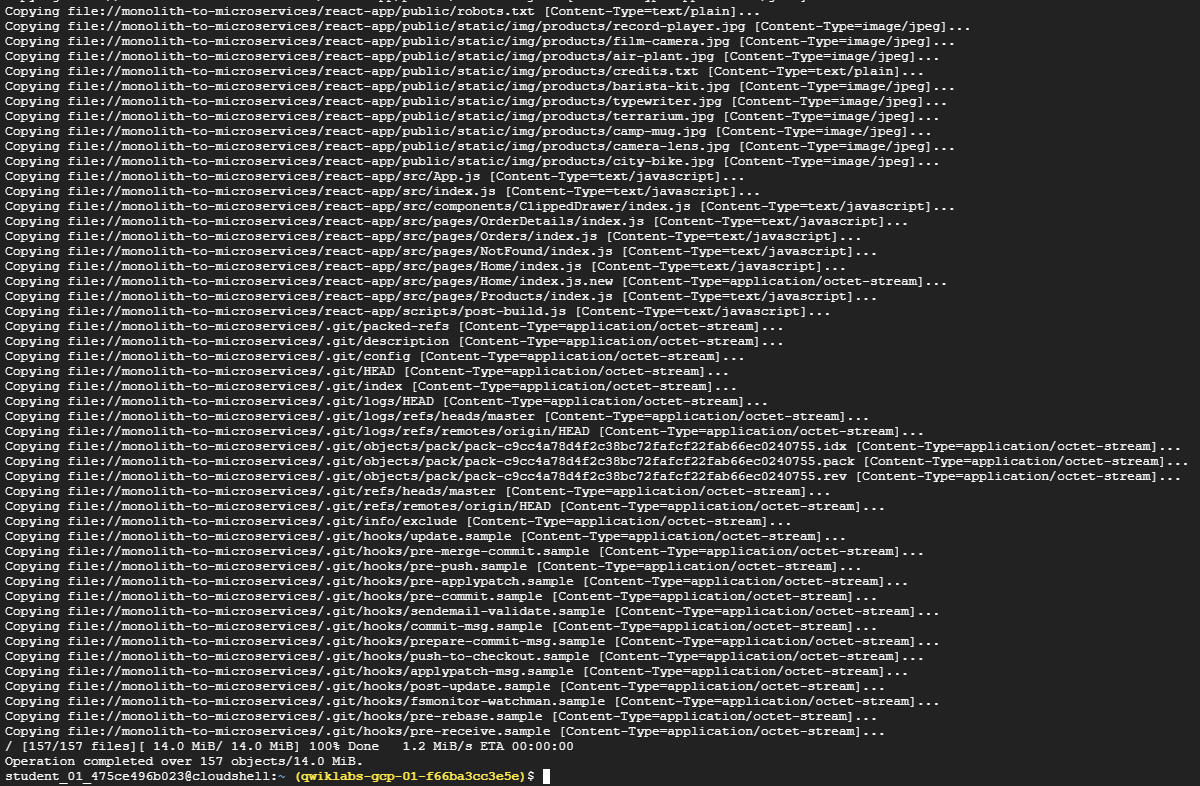 Copying file://monolith-to-microservices/react-app/public/robots.txt [Content-Type=text/plain]...
Copying file://monolith-to-microservices/react-app/public/static/img/products/record-player.jpg [Content-Type=image/jpeg]...
Copying file://monolith-to-microservices/react-app/public/static/img/products/film-camera.jpg [Content-Type=image/jpeg]...
Copying file://monolith-to-microservices/react-app/public/static/img/products/air-plant.jpg [Content-Type=image/jpeg]...
Copying file://monolith-to-microservices/react-app/public/static/img/products/credits.txt [Content-Type=text/plain]...
Copying file://monolith-to-microservices/react-app/public/static/img/products/barista-kit.jpg [Content-Type=image/jpeg]...
Copying file://monolith-to-microservices/react-app/public/static/img/products/typewriter.jpg [Content-Type=image/jpeg]...
Copying file://monolith-to-microservices/react-app/public/static/img/products/terrarium.jpg [Content-Type=image/jpeg]...
Copying file://monolith-to-microservices/react-app/public/static/img/products/camp-mug.jpg [Content-Type=image/jpeg]...
Copying file://monolith-to-microservices/react-app/public/static/img/products/camera-lens.jpg [Content-Type=image/jpeg]...
Copying file://monolith-to-microservices/react-app/public/static/img/products/city-bike.jpg [Content-Type=image/jpeg]...
Copying file://monolith-to-microservices/react-app/src/App.js [Content-Type=text/javascript]...
Copying file://monolith-to-microservices/react-app/src/index.js [Content-Type=text/javascript]...
Copying file://monolith-to-microservices/react-app/src/components/ClippedDrawer/index.js [Content-Type=text/javascript]...
Copying file://monolith-to-microservices/react-app/src/pages/OrderDetails/index.js [Content-Type=text/javascript]...
Copying file://monolith-to-microservices/react-app/src/pages/Orders/index.js [Content-Type=text/javascript]...
Copying file://monolith-to-microservices/react-app/src/pages/NotFound/index.js [Content-Type=text/javascript]...
Copying file://monolith-to-microservices/react-app/src/pages/Home/index.js [Content-Type=text/javascript]...
Copying file://monolith-to-microservices/react-app/src/pages/Home/index.js.new [Content-Type=application/octet-stream]...
Copying file://monolith-to-microservices/react-app/src/pages/Products/index.js [Content-Type=text/javascript]...
Copying file://monolith-to-microservices/react-app/scripts/post-build.js [Content-Type=text/javascript]...
Copying file://monolith-to-microservices/.git/packed-refs [Content-Type=application/octet-stream]...
Copying file://monolith-to-microservices/.git/description [Content-Type=application/octet-stream]...
Copying file://monolith-to-microservices/.git/config [Content-Type=application/octet-stream]...
Copying file://monolith-to-microservices/.git/HEAD [Content-Type=application/octet-stream]...
Copying file://monolith-to-microservices/.git/index [Content-Type=application/octet-stream]...
Copying file://monolith-to-microservices/.git/logs/HEAD [Content-Type=application/octet-stream]...
Copying file://monolith-to-microservices/.git/logs/refs/heads/master [Content-Type=application/octet-stream]...
Copying file://monolith-to-microservices/.git/logs/refs/remotes/origin/HEAD [Content-Type=application/octet-stream]...
Copying file://monolith-to-microservices/.git/objects/pack/pack-c9cc4a78d4f2c38bc72fafcf22fab66ec0240755.idx [Content-Type=application/octet-stream]...
Copying file://monolith-to-microservices/.git/objects/pack/pack-c9cc4a78d4f2c38bc72fafcf22fab66ec0240755.pack [Content-Type=application/octet-stream]...
Copying file://monolith-to-microservices/.git/objects/pack/pack-c9cc4a78d4f2c38bc72fafcf22fab66ec0240755.rev [Content-Type=application/octet-stream]...
Copying file://monolith-to-microservices/.git/refs/heads/master [Content-Type=application/octet-stream]...
Copying file://monolith-to-microservices/.git/refs/remotes/origin/HEAD [Content-Type=application/octet-stream]...
Copying file://monolith-to-microservices/.git/info/exclude [Content-Type=application/octet-stream]...
Copying file://monolith-to-microservices/.git/hooks/update.sample [Content-Type=application/octet-stream]...
Copying file://monolith-to-microservices/.git/hooks/pre-merge-commit.sample [Content-Type=application/octet-stream]...
Copying file://monolith-to-microservices/.git/hooks/pre-push.sample [Content-Type=application/octet-stream]...
Copying file://monolith-to-microservices/.git/hooks/pre-applypatch.sample [Content-Type=application/octet-stream]...
Copying file://monolith-to-microservices/.git/hooks/pre-commit.sample [Content-Type=application/octet-stream]...
Copying file://monolith-to-microservices/.git/hooks/sendemail-validate.sample [Content-Type=application/octet-stream]...
Copying file://monolith-to-microservices/.git/hooks/commit-msg.sample [Content-Type=application/octet-stream]...
Copying file://monolith-to-microservices/.git/hooks/prepare-commit-msg.sample [Content-Type=application/octet-stream]...
Copying file://monolith-to-microservices/.git/hooks/push-to-checkout.sample [Content-Type=application/octet-stream]...
Copying file://monolith-to-microservices/.git/hooks/applypatch-msg.sample [Content-Type=application/octet-stream]...
Copying file://monolith-to-microservices/.git/hooks/post-update.sample [Content-Type=application/octet-stream]...
Copying file://monolith-to-microservices/.git/hooks/fsmonitor-watchman.sample [Content-Type=application/octet-stream]...
Copying file://monolith-to-microservices/.git/hooks/pre-rebase.sample [Content-Type=application/octet-stream]...
Copying file://monolith-to-microservices/.git/hooks/pre-receive.sample [Content-Type=application/octet-stream]...
/ [157/157 files][ 14.0 MiB/ 14.0 MiB] 100% Done   1.2 MiB/s ETA 00:00:00
Operation completed over 157 objects/14.0 MiB.
student_01_475ce496b023@cloudshell:~ (qwiklabs-gcp-01-f66ba3cc3e5e)$